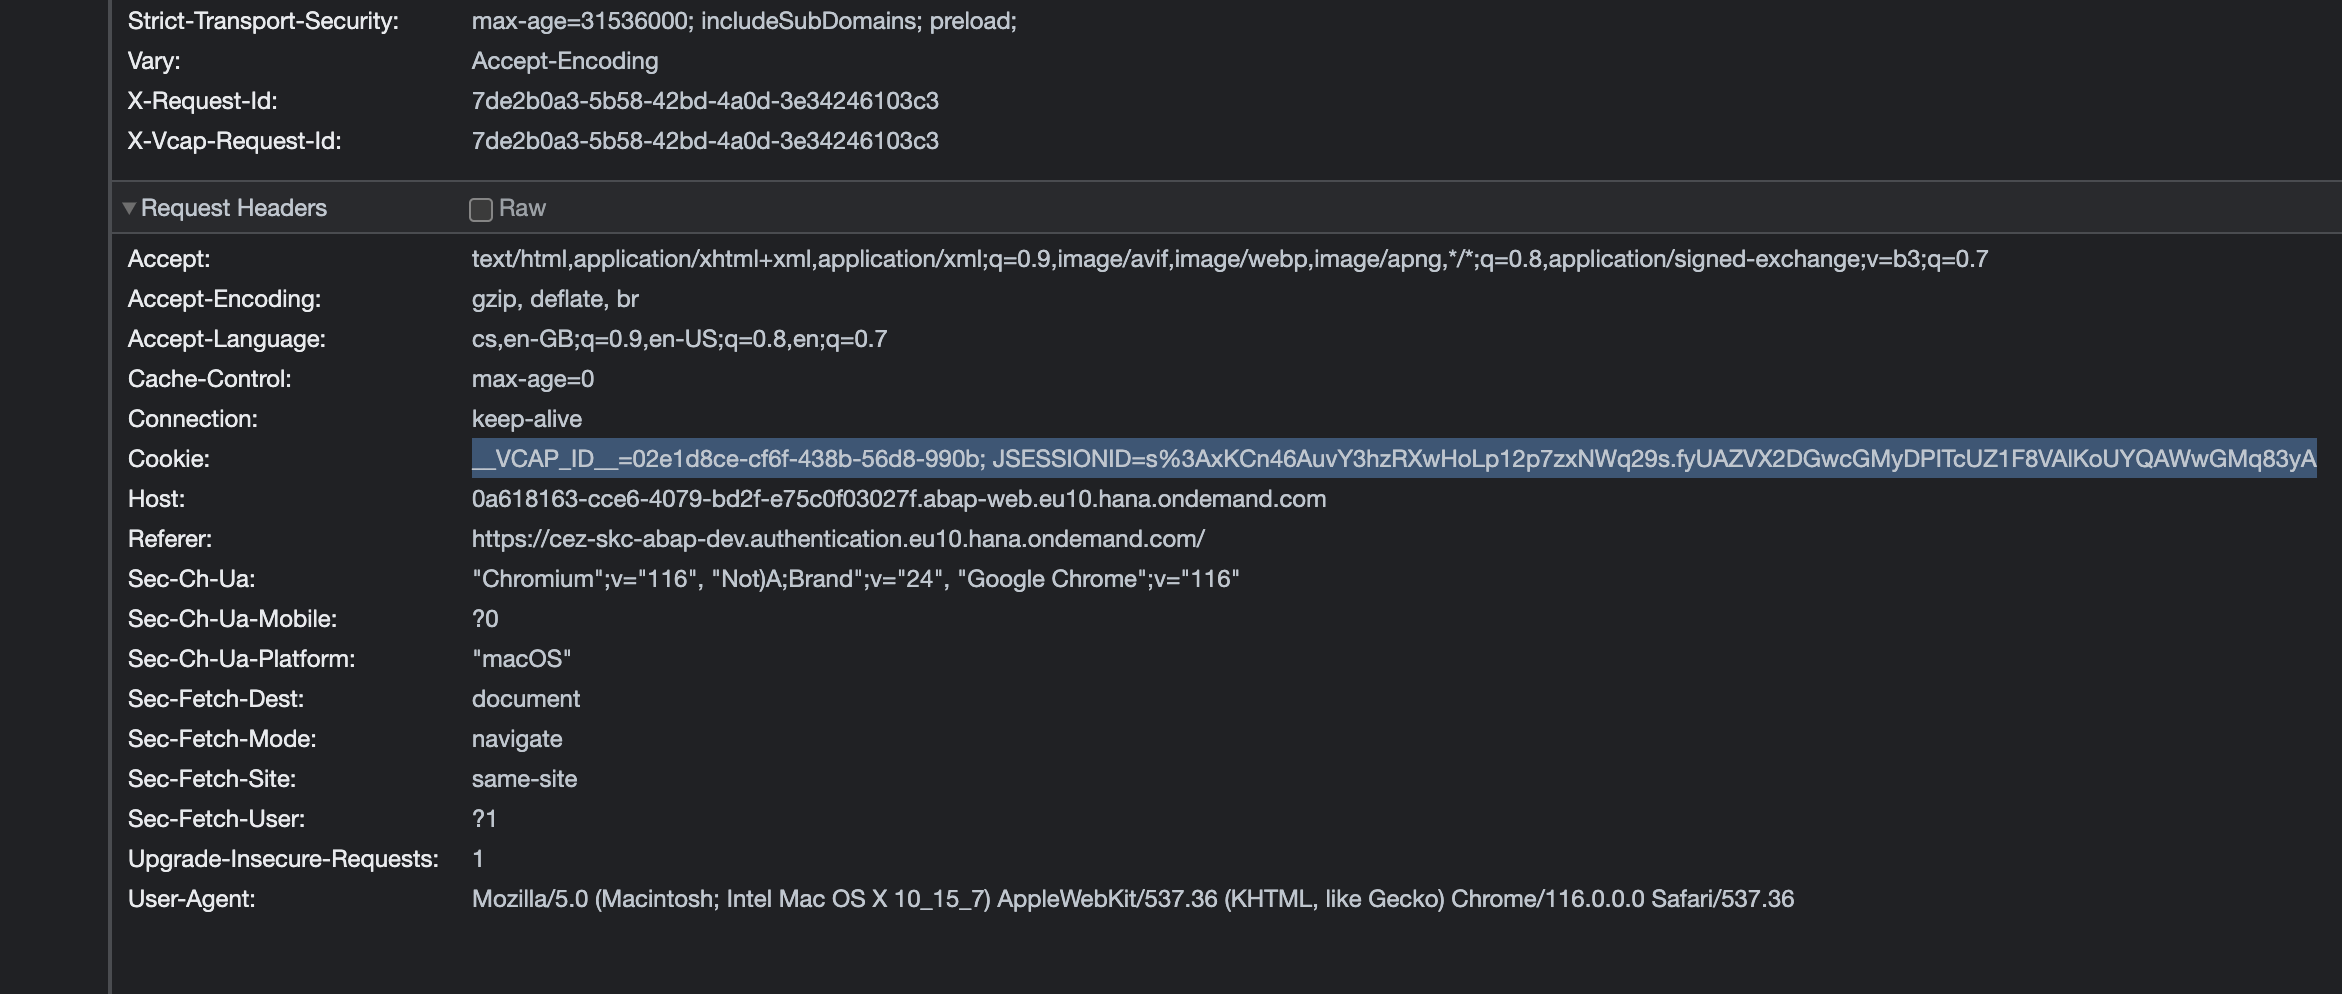 Strict-Transport-Security: max-age=31536000; includeSubDomains; preload;
Vary: Accept-Encoding
X-Request-Id: 7de2b0a3-5b58-42bd-4a0d-3e34246103c3
X-Vcap-Request-Id: 7de2b0a3-5b58-42bd-4a0d-3e34246103c3
Request Headers Raw
Accept: text/html,application/xhtml+xml,application/xml;q=0.9,image/avif,image/webp,image/apng,*/*;q=0.8,application/signed-exchange;v=b3;q=0.7
Accept-Encoding: gzip, deflate, br
Accept-Language: cs,en-GB;q=0.9,en-US;q=0.8,en;q=0.7
Cache-Control: max-age=0
Connection: keep-alive
Cookie: __VCAP_ID__=02e1d8ce-cf6f-438b-56d8-990b; JSESSIONID=s%3AxKCn46AuvY3hzRXwHoLp12p7zxNWq29s.fyUAZVX2DGwcGMyDPITcUZ1F8VAlKoUYQAWwGMq83yA
Host: 0a618163-cce6-4079-bd2f-e75c0f03027f.abap-web.eu10.hana.ondemand.com
Referer: https://cez-skc-abap-dev.authentication.eu10.hana.ondemand.com/
Sec-Ch-Ua: "Chromium";v="116", "Not)A;Brand";v="24", "Google Chrome";v="116"
Sec-Ch-Ua-Mobile: ?0
Sec-Ch-Ua-Platform: "macOS"
Sec-Fetch-Dest: document
Sec-Fetch-Mode: navigate
Sec-Fetch-Site: same-site
Sec-Fetch-User: ?1
Upgrade-Insecure-Requests: 1
User-Agent: Mozilla/5.0 (Macintosh; Intel Mac OS X 10_15_7) AppleWebKit/537.36 (KHTML, like Gecko) Chrome/116.0.0.0 Safari/537.36